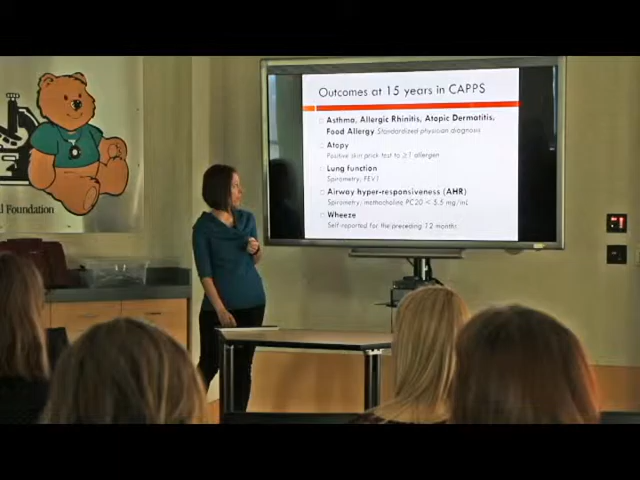 Outcomes at 15 years in CAPPS
Asthma, Allergic Rhinitis, Atopic Dermatitis,
Food Allergy Standardized physician diagnosis
Atopy
Positive skin prick test to ≥1 allergen
Lung function
Spirometry, FEV1
Airway hyper-responsiveness (AHR)
Spirometry, methacholine PC20 < 5.5 mg/mL
Wheeze
Self-reported for the preceding 12 months
Foundation